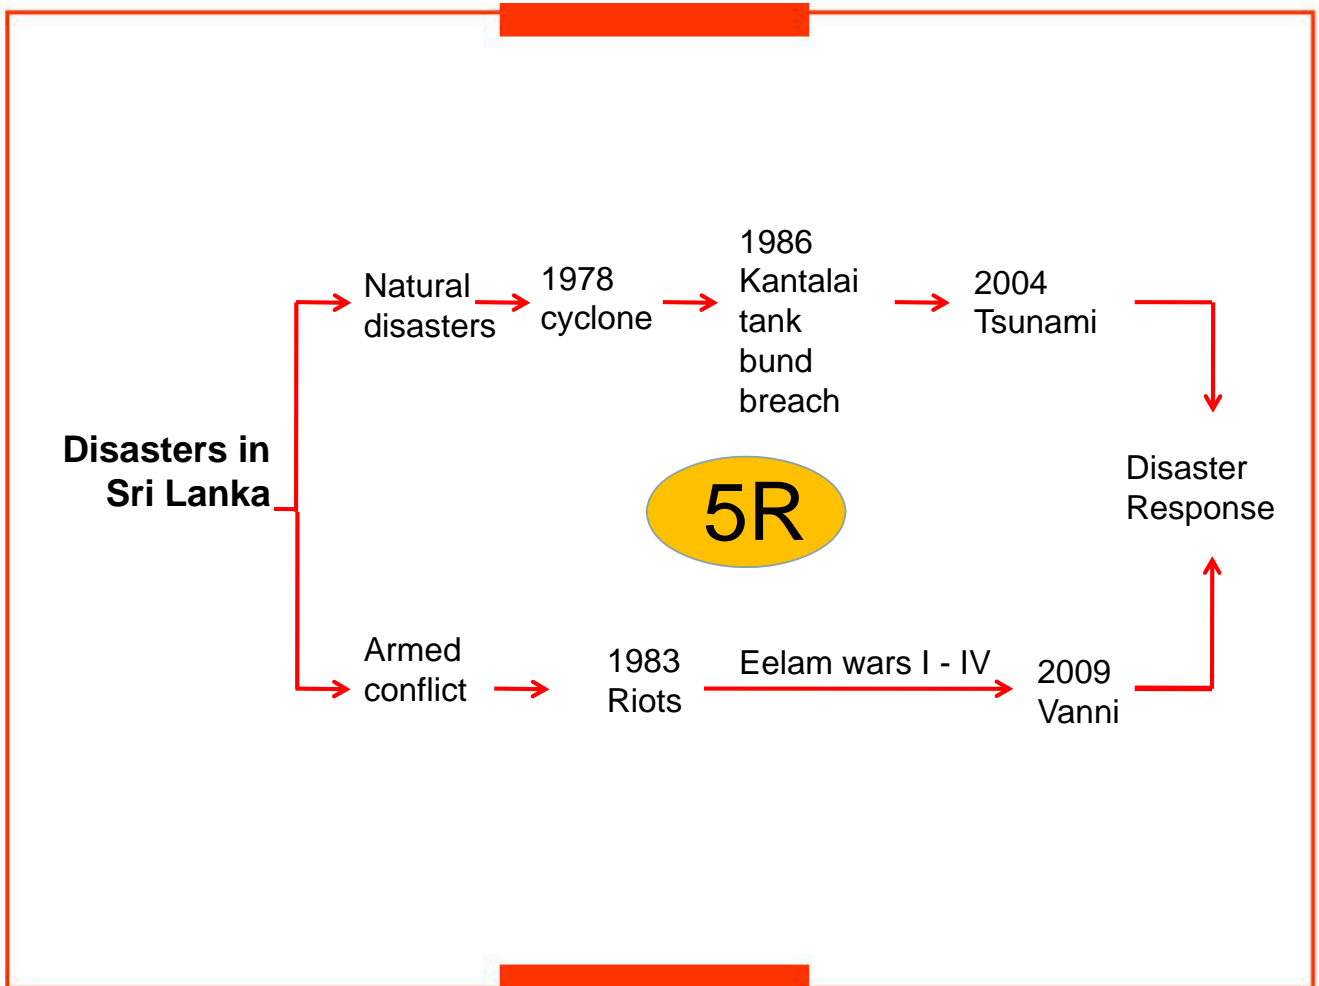 Disasters in
Sri Lanka
Natural
disasters
1978
cyclone
1986
Kantalai
tank
bund
breach
2004
Tsunami
5R
Disaster
Response
Armed
conflict
1983
Riots
Eelam wars I - IV
2009
Vanni